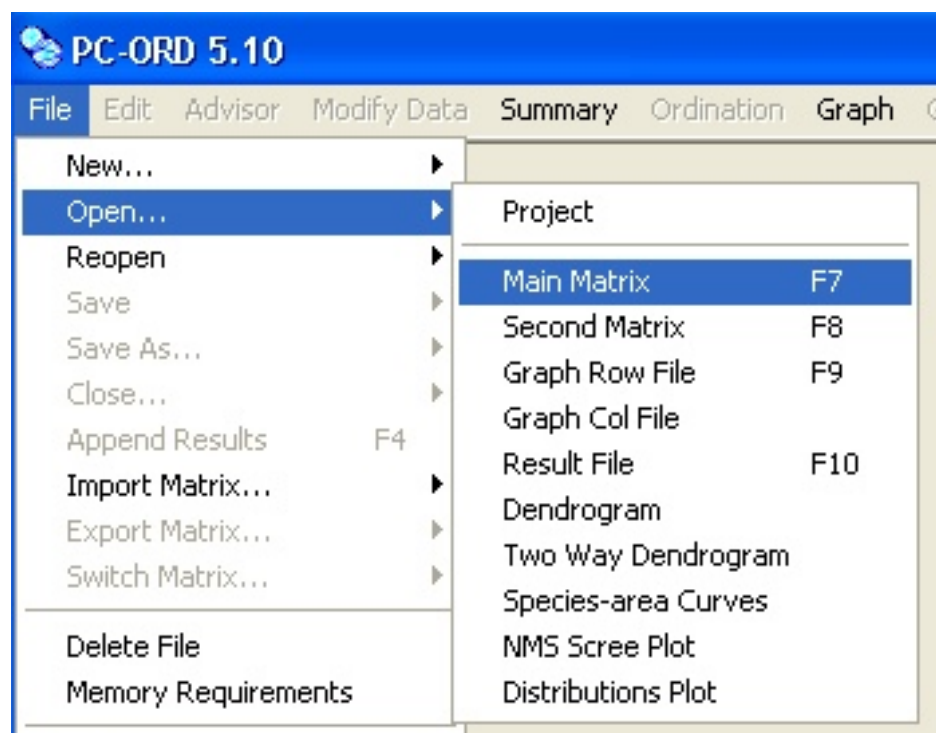 PC-ORD 5.10
File Edit Advisor Modify Data Summary Ordination Graph
New...
Open...
Reopen
Save
Save As...
Close...
Append Results F4
Import Matrix...
Export Matrix...
Switch Matrix...
Delete File
Memory Requirements
Project
Main Matrix F7
Second Matrix F8
Graph Row File F9
Graph Col File
Result File F10
Dendrogram
Two Way Dendrogram
Species-area Curves
NMS Scree Plot
Distributions Plot